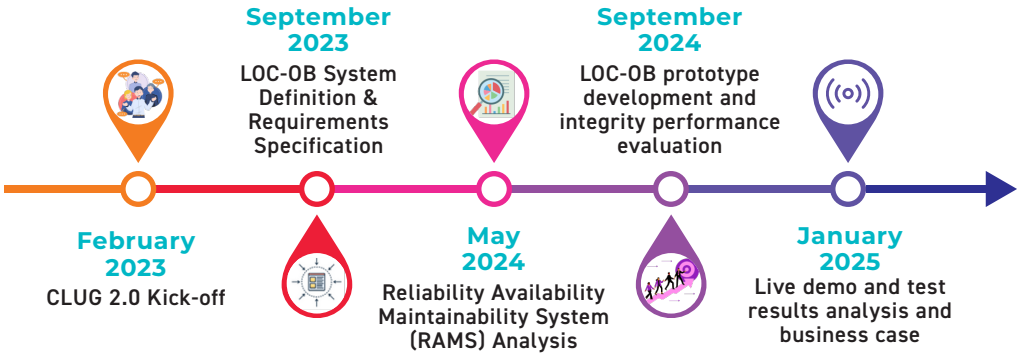 February
2023
CLUG 2.0 Kick-off
September
2023
LOC-OB System
Definition &
Requirements
Specification
May
2024
Reliability Availability
Maintainability System
(RAMS) Analysis
September
2024
LOC-OB prototype
development and
integrity performance
evaluation
January
2025
Live demo and test
results analysis and
business case